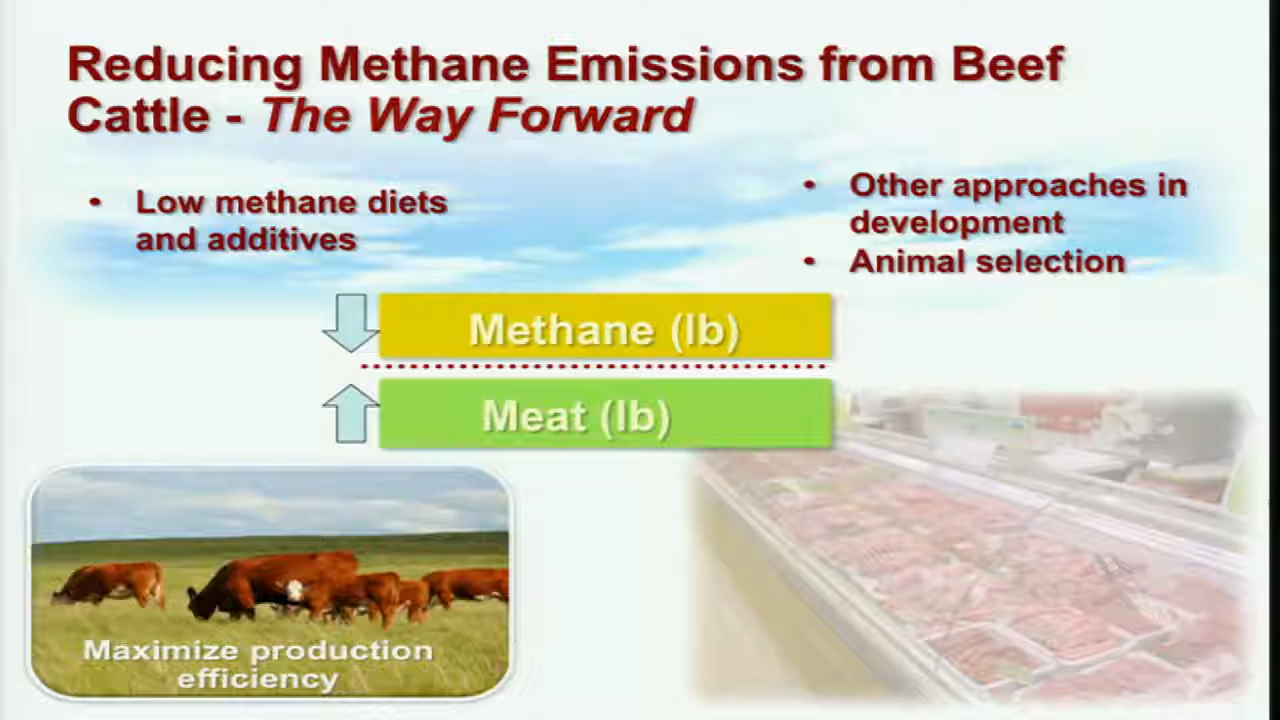 Reducing Methane Emissions from Beef
Cattle - The Way Forward
• Low methane diets
and additives
• Other approaches in
development
• Animal selection
Methane (lb)
Meat (lb)
Maximize production
efficiency